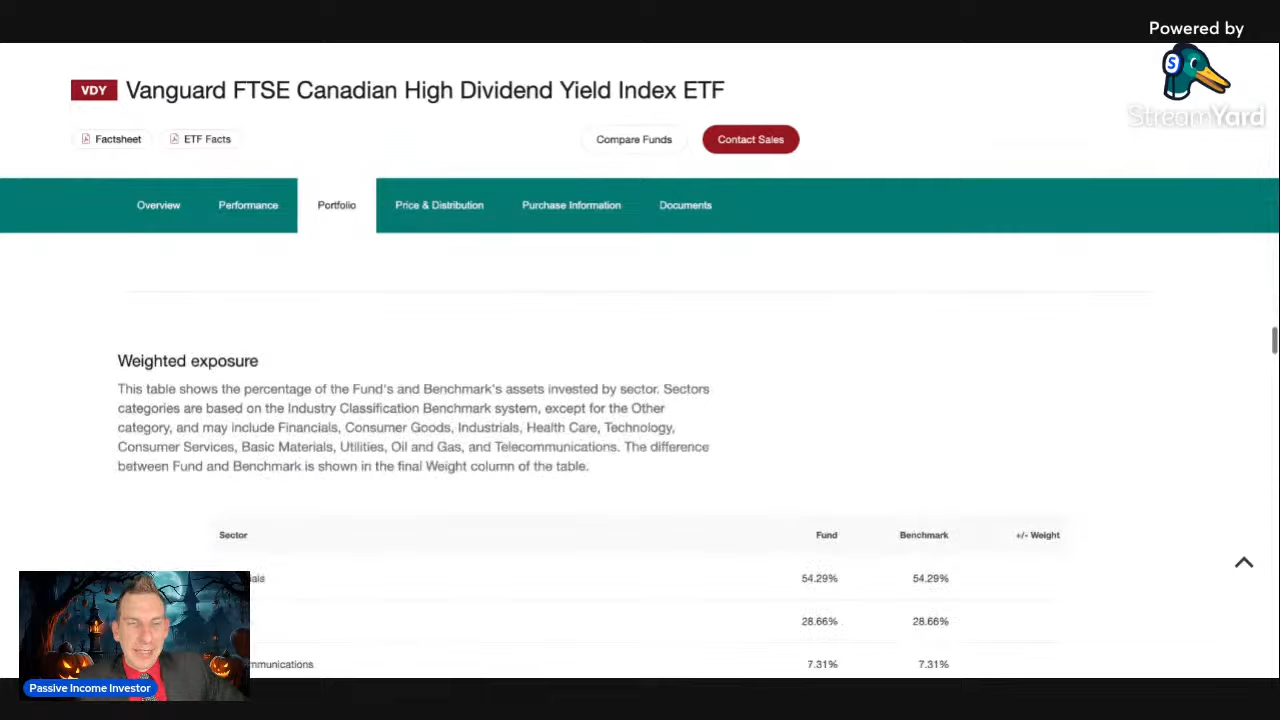 Powered by
StreamYard
VDY Vanguard FTSE Canadian High Dividend Yield Index ETF
Factsheet ETF Facts Compare Funds Contact Sales
Overview Performance Portfolio Price & Distribution Purchase Information Documents
Weighted exposure
This table shows the percentage of the Fund's and Benchmark's assets invested by sector. Sectors
categories are based on the Industry Classification Benchmark system, except for the Other
category, and may include Financials, Consumer Goods, Industrials, Health Care, Technology,
Consumer Services, Basic Materials, Utilities, Oil and Gas, and Telecommunications. The difference
between Fund and Benchmark is shown in the final Weight column of the table.
Sector Fund Benchmark +/- Weight
54.29% 54.29%
28.66% 28.66%
mmunications 7.31% 7.31%
Passive Income Investor